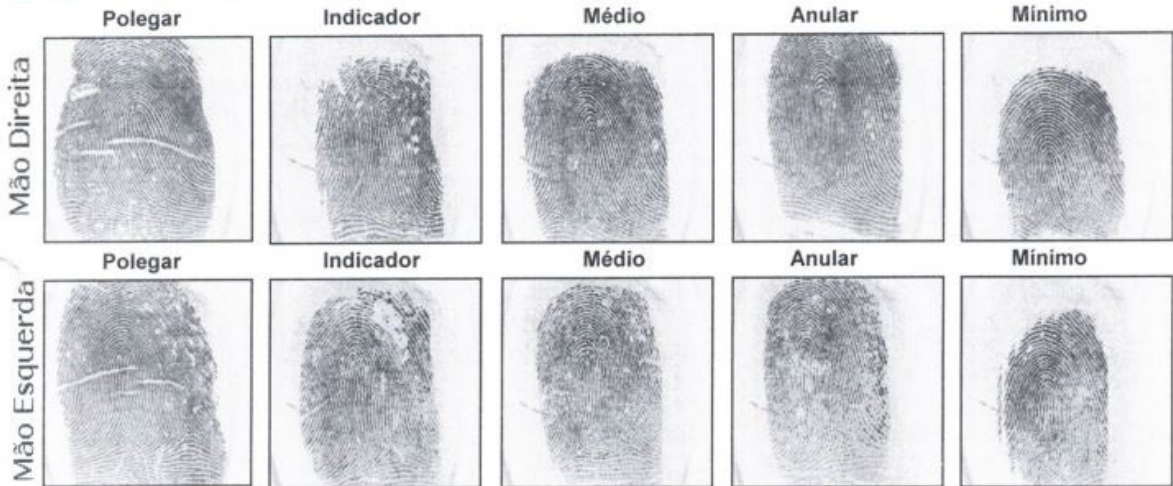 Polegar Indicador Médio Anular Mínimo
Mão Direita
Polegar Indicador Médio Anular Mínimo
Mão Esquerda